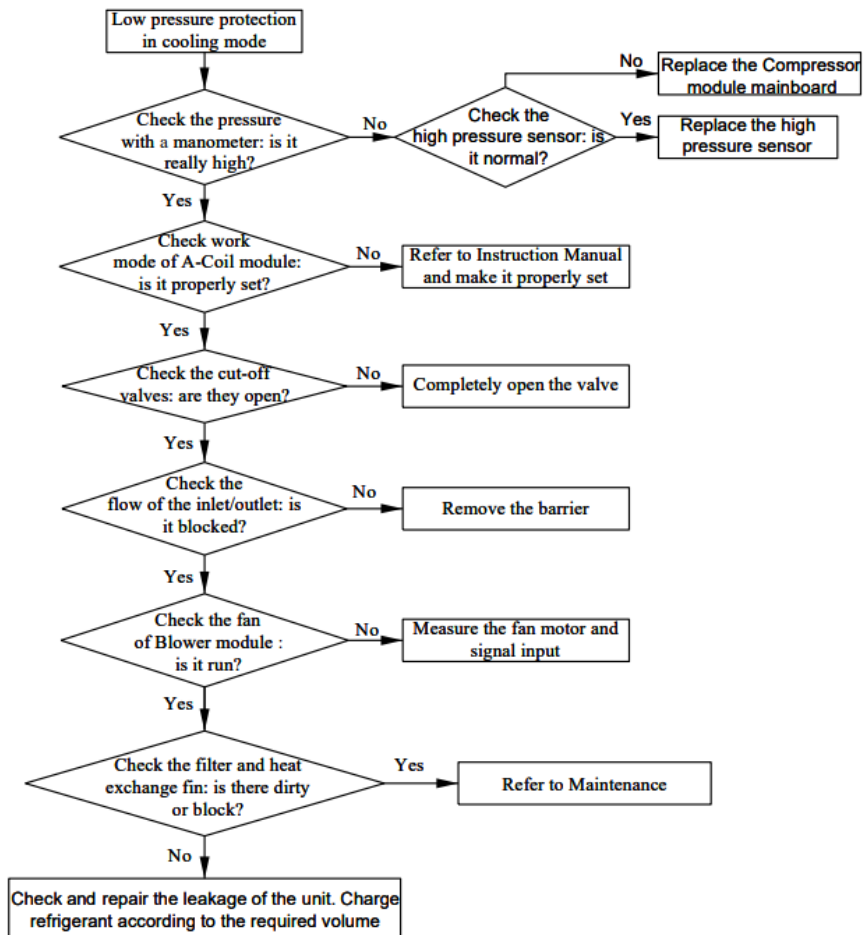 Low pressure protection
in cooling mode
Check the pressure
with a manometer: is it
really high?
No
Check the
high pressure sensor: is
it normal?
No
Replace the Compressor
module mainboard
Yes
Replace the high
pressure sensor
Yes
Check work
mode of A-Coil module:
is it properly set?
No
Refer to Instruction Manual
and make it properly set
Yes
Check the cut-off
valves: are they open?
No
Completely open the valve
Yes
Check the
flow of the inlet/outlet: is
it blocked?
No
Remove the barrier
Yes
Check the fan
of Blower module :
is it run?
No
Measure the fan motor and
signal input
Yes
Check the filter and heat
exchange fin: is there dirty
or block?
Yes
Refer to Maintenance
No
Check and repair the leakage of the unit. Charge
refrigerant according to the required volume